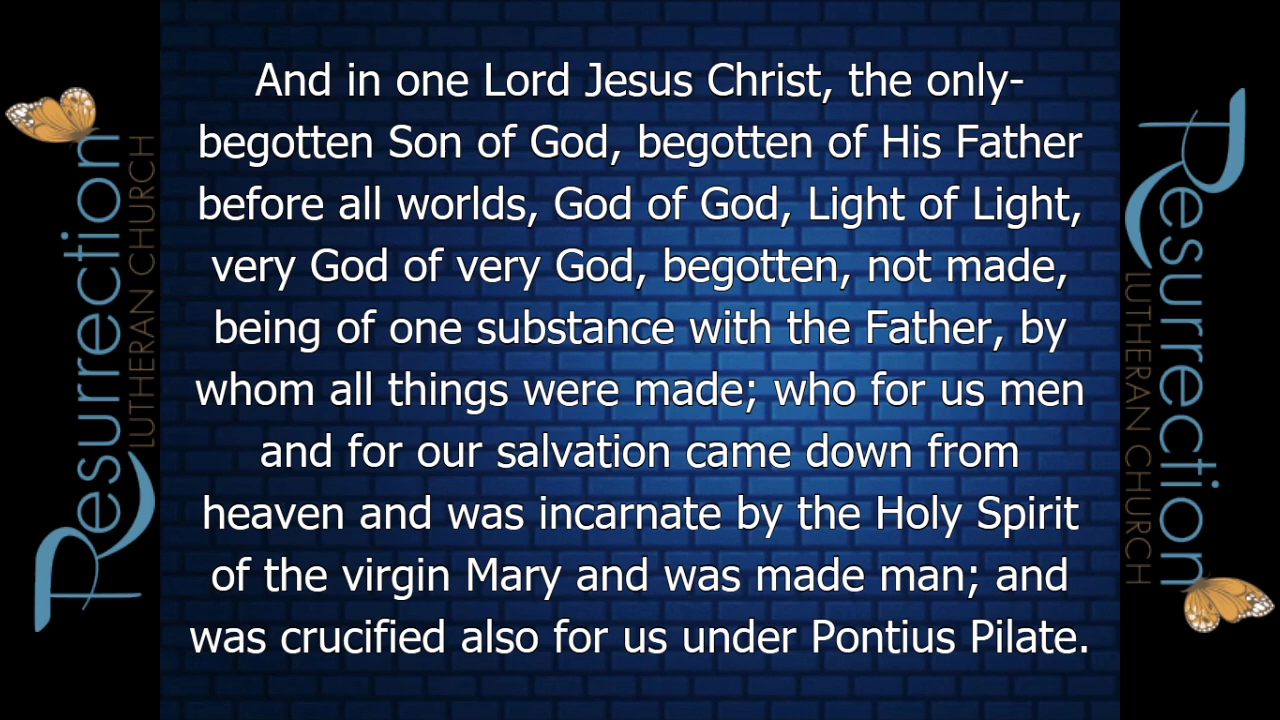 And in one Lord Jesus Christ, the only-
begotten Son of God, begotten of His Father
before all worlds, God of God, Light of Light,
very God of very God, begotten, not made,
being of one substance with the Father, by
whom all things were made; who for us men
and for our salvation came down from
heaven and was incarnate by the Holy Spirit
of the virgin Mary and was made man; and
was crucified also for us under Pontius Pilate.
Resurrection
LUTHERAN CHURCH
Resurrection
LUTHERAN CHURCH